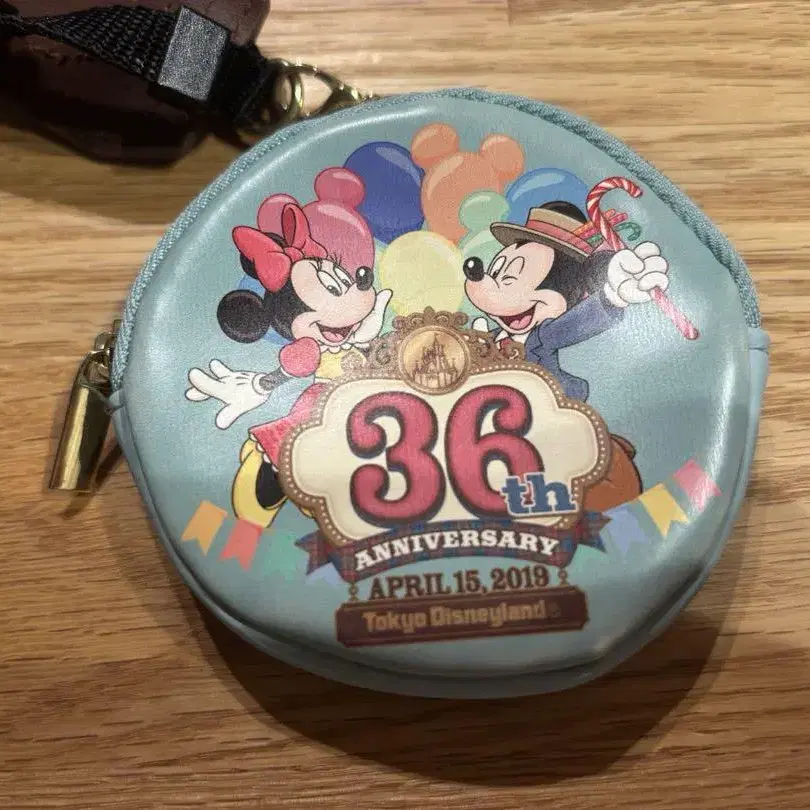 36th
ANNIVERSARY
APRIL 15, 2019
Tokyo Disneyland®